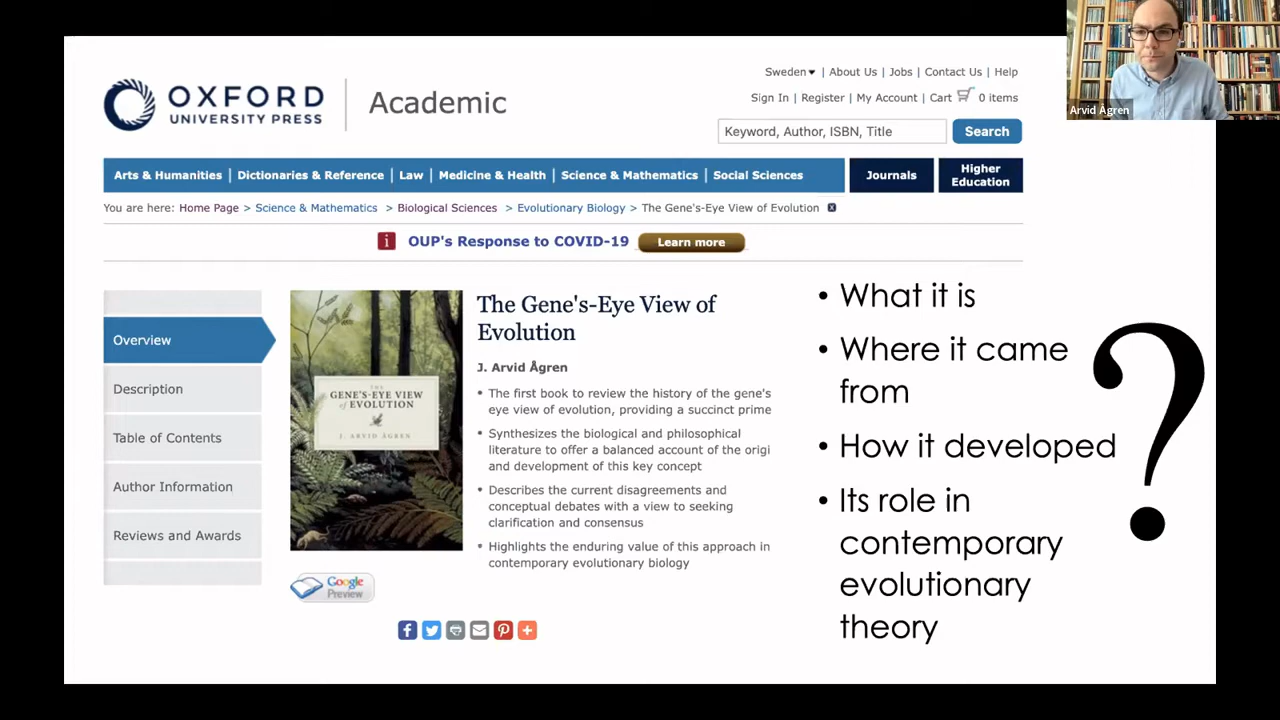 Arvid Ågren
OXFORD
UNIVERSITY PRESS
Academic
Sweden | About Us | Jobs | Contact Us | Help
Sign In | Register | My Account | Cart 0 items
Keyword, Author, ISBN, Title
Search
Arts & Humanities | Dictionaries & Reference | Law | Medicine & Health | Science & Mathematics | Social Sciences
Journals
Higher
Education
You are here: Home Page > Science & Mathematics > Biological Sciences > Evolutionary Biology > The Gene's-Eye View of Evolution x
i OUP's Response to COVID-19 Learn more
Overview
Description
Table of Contents
Author Information
Reviews and Awards
THE
GENE'S-EYE VIEW
of EVOLUTION
J. ARVID ÅGREN
Google
Preview
The Gene's-Eye View of
Evolution
J. Arvid Ågren
• The first book to review the history of the gene's
eye view of evolution, providing a succinct prime
• Synthesizes the biological and philosophical
literature to offer a balanced account of the origi
and development of this key concept
• Describes the current disagreements and
conceptual debates with a view to seeking
clarification and consensus
• Highlights the enduring value of this approach in
contemporary evolutionary biology
• What it is
• Where it came
from
• How it developed
• Its role in
contemporary
evolutionary
theory
?